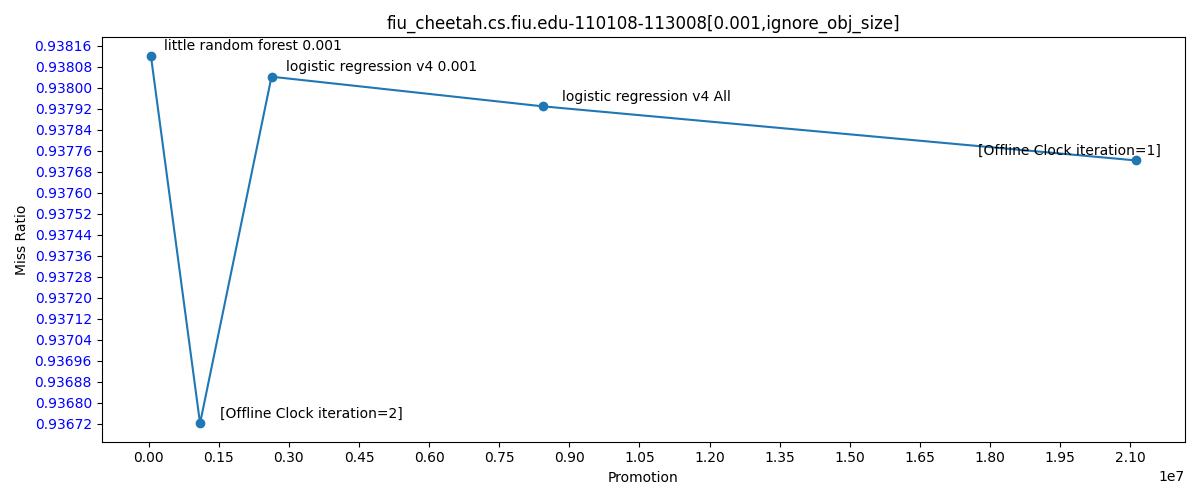 fiu_cheetah.cs.fiu.edu-110108-113008[0.001,ignore_obj_size]
Miss Ratio
0.93816
0.93808
0.93800
0.93792
0.93784
0.93776
0.93768
0.93760
0.93752
0.93744
0.93736
0.93728
0.93720
0.93712
0.93704
0.93696
0.93688
0.93680
0.93672
little random forest 0.001
logistic regression v4 0.001
logistic regression v4 All
[Offline Clock iteration=1]
[Offline Clock iteration=2]
0.00 0.15 0.30 0.45 0.60 0.75 0.90 1.05 1.20 1.35 1.50 1.65 1.80 1.95 2.10
1e7
Promotion